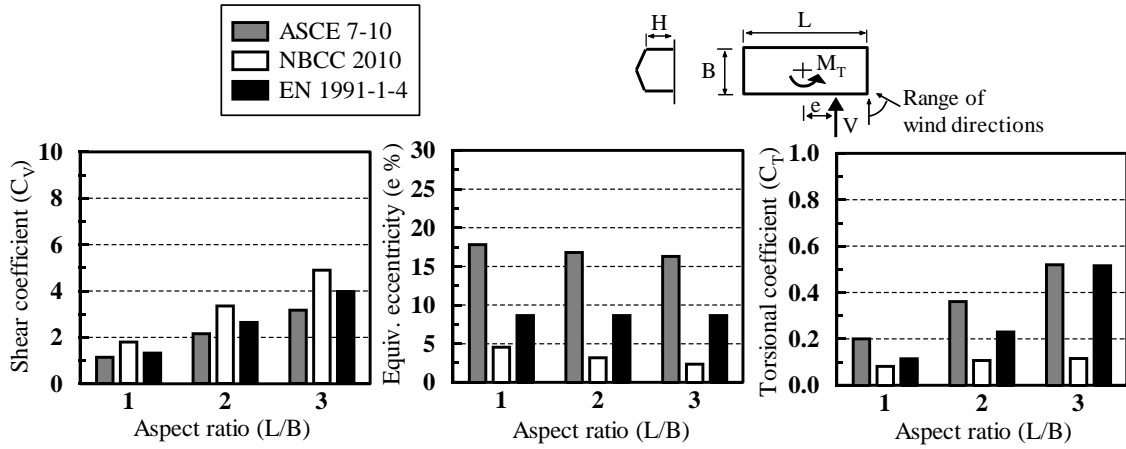 ASCE 7-10
NBCC 2010
EN 1991-1-4
H
L
B
M_T
e
V
Range of
wind directions
Shear coefficient (C_V)
10
8
6
4
2
0
1
2
3
Aspect ratio (L/B)
Equiv. eccentricity (e %)
30
25
20
15
10
5
0
1
2
3
Aspect ratio (L/B)
Torsional coefficient (C_T)
1.0
0.8
0.6
0.4
0.2
0.0
1
2
3
Aspect ratio (L/B)